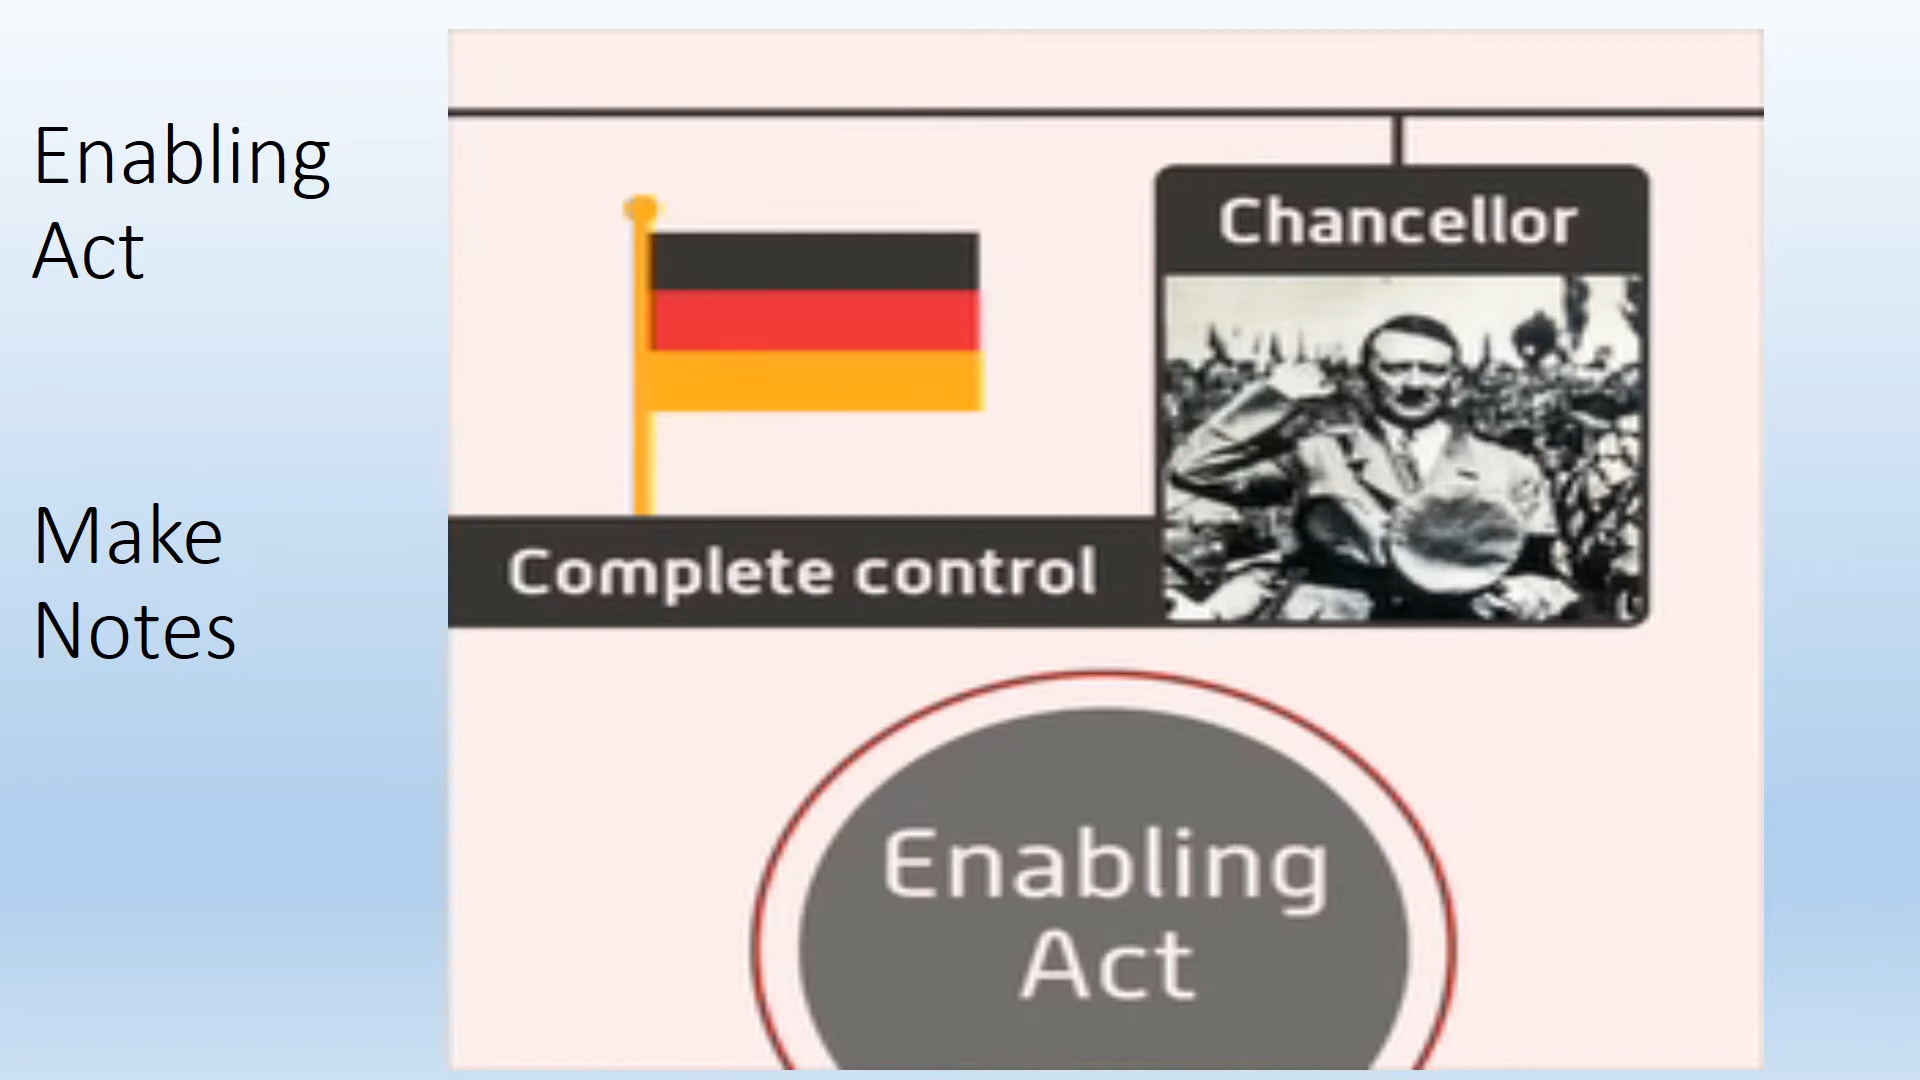 Enabling
Act
Make
Notes
Chancellor
Complete control
Enabling
Act